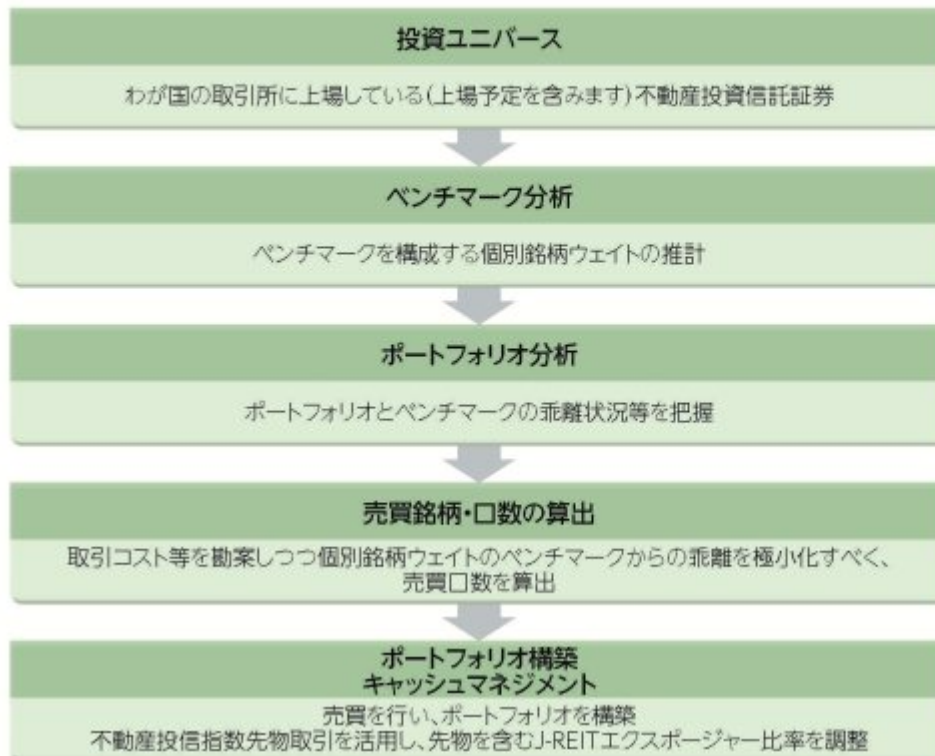 投資ユニバース
わが国の取引所に上場している(上場予定を含みます)不動産投資信託証券
ベンチマーク分析
ベンチマークを構成する個別銘柄ウェイトの推計
ポートフォリオ分析
ポートフォリオとベンチマークの乖離状況等を把握
売買銘柄・口数の算出
取引コスト等を勘案しつつ個別銘柄ウェイトのベンチマークからの乖離を極小化すべく、
売買口数を算出
ポートフォリオ構築
キャッシュマネジメント
売買を行い、ポートフォリオを構築
不動産投信指数先物取引を活用し、先物を含むJ-REITエクスポージャー比率を調整